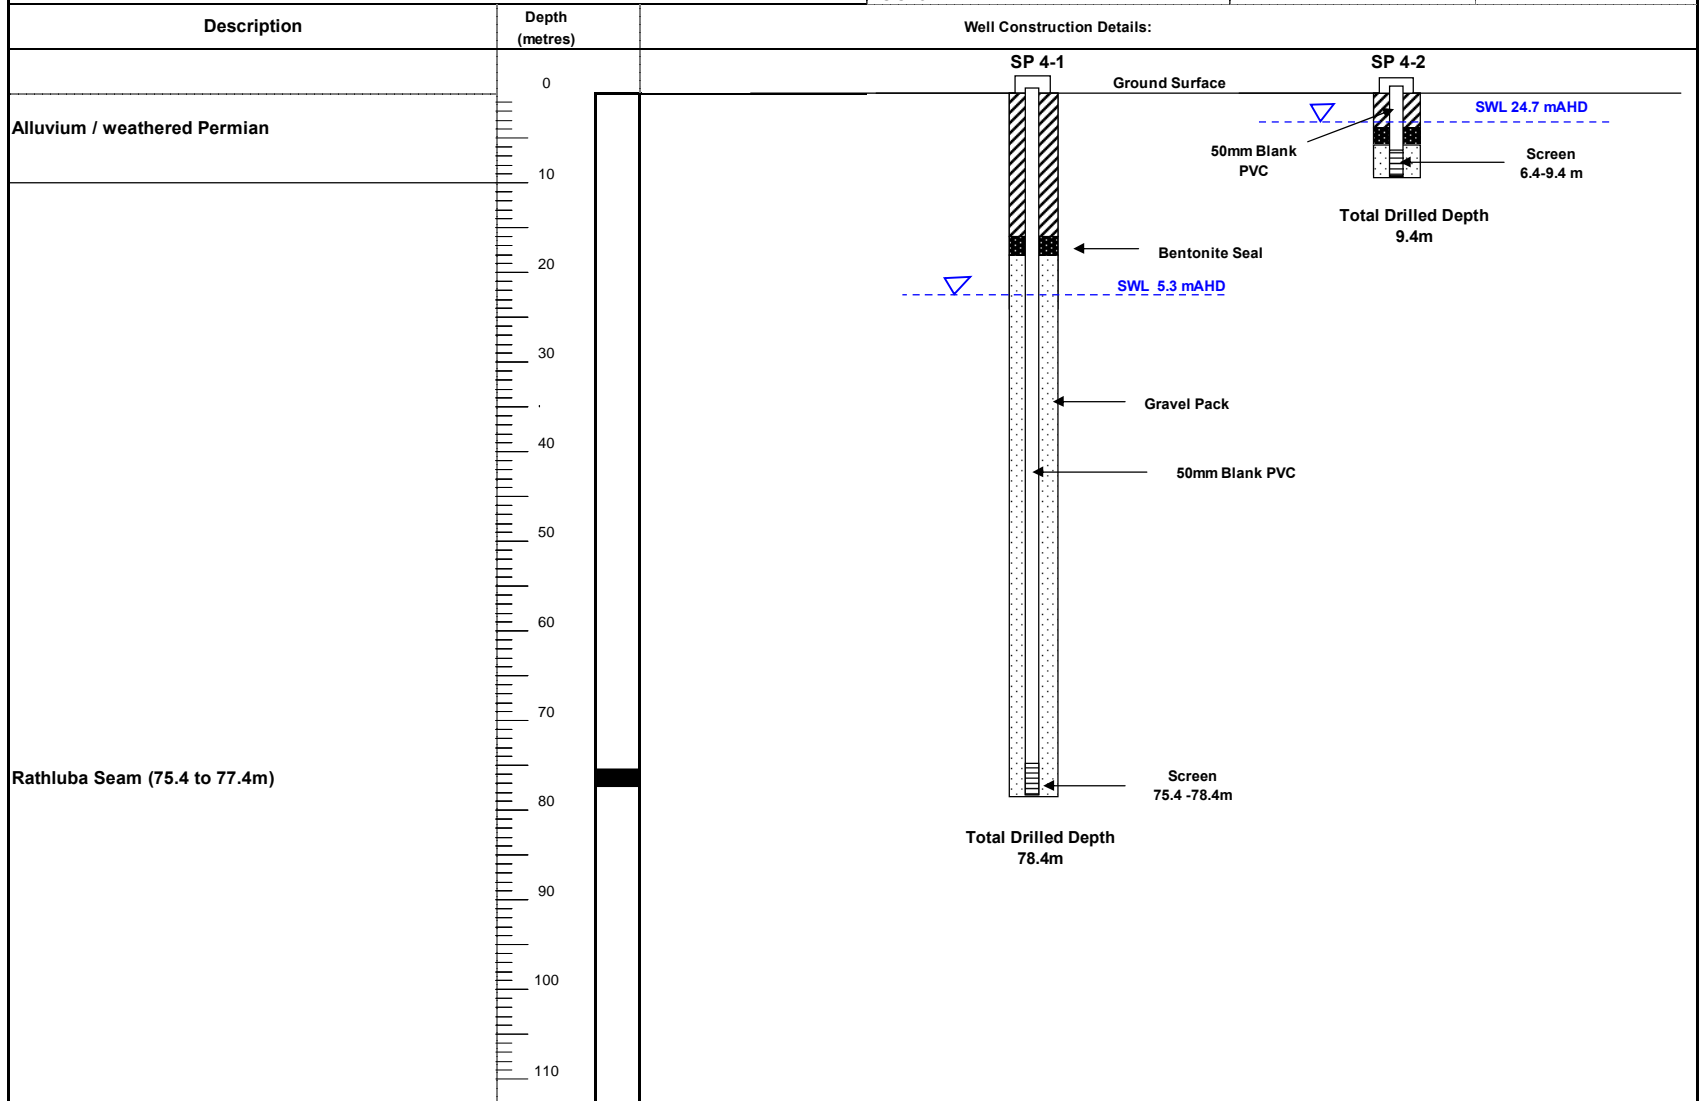 Description
Depth
(metres)
Well Construction Details:
SP 4-1
SP 4-2
0
Ground Surface
SWL 24.7 mAHD
Alluvium / weathered Permian
50mm Blank
PVC
Screen
6.4-9.4 m
10
Total Drilled Depth
9.4m
Bentonite Seal
20
SWL 5.3 mAHD
30
Gravel Pack
40
50mm Blank PVC
50
60
70
Rathluba Seam (75.4 to 77.4m)
Screen
75.4 -78.4m
80
Total Drilled Depth
78.4m
90
100
110